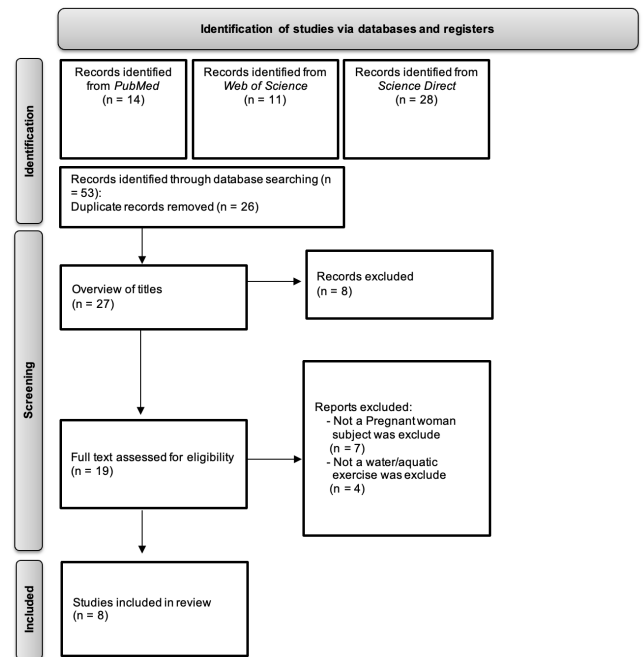 Identification of studies via databases and registers
Identification
Records identified
from PubMed
(n = 14)
Records identified from
Web of Science
(n = 11)
Records identified from
Science Direct
(n = 28)
Records identified through database searching (n
= 53):
Duplicate records removed (n = 26)
Screening
Overview of titles
(n = 27)
Records excluded
(n = 8)
Full text assessed for eligibility
(n = 19)
Reports excluded:
- Not a Pregnant woman
subject was exclude
(n = 7)
- Not a water/aquatic
exercise was exclude
(n = 4)
Included
Studies included in review
(n = 8)